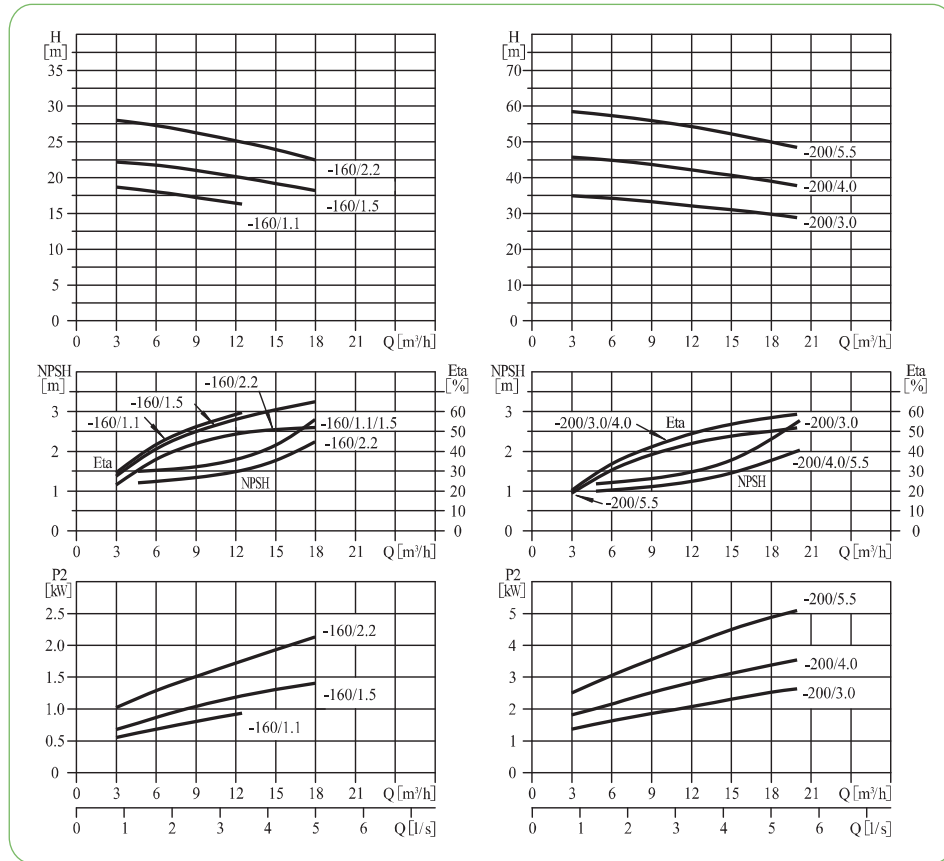 H
[m]
35
30
25
20
15
10
5
0
-160/2.2
-160/1.5
-160/1.1
0 3 6 9 12 15 18 21 Q [m³/h]
H
[m]
70
60
50
40
30
20
10
0
-200/5.5
-200/4.0
-200/3.0
0 3 6 9 12 15 18 21 Q [m³/h]
NPSH
[m]
Eta
[%]
3
2
1
60
50
40
30
20
10
0
-160/2.2
-160/1.5
-160/1.1
-160/1.1/1.5
-160/2.2
Eta
NPSH
0 3 6 9 12 15 18 21 Q [m³/h]
NPSH
[m]
Eta
[%]
3
2
1
60
50
40
30
20
10
0
-200/3.0/4.0
Eta
-200/3.0
-200/4.0/5.5
NPSH
-200/5.5
0 3 6 9 12 15 18 21 Q [m³/h]
P2
[kW]
2.5
2.0
1.5
1.0
0.5
0
-160/2.2
-160/1.5
-160/1.1
0 3 6 9 12 15 18 21 Q [m³/h]
0 1 2 3 4 5 6 Q [l/s]
P2
[kW]
5
4
3
2
1
0
-200/5.5
-200/4.0
-200/3.0
0 3 6 9 12 15 18 21 Q [m³/h]
0 1 2 3 4 5 6 Q [l/s]